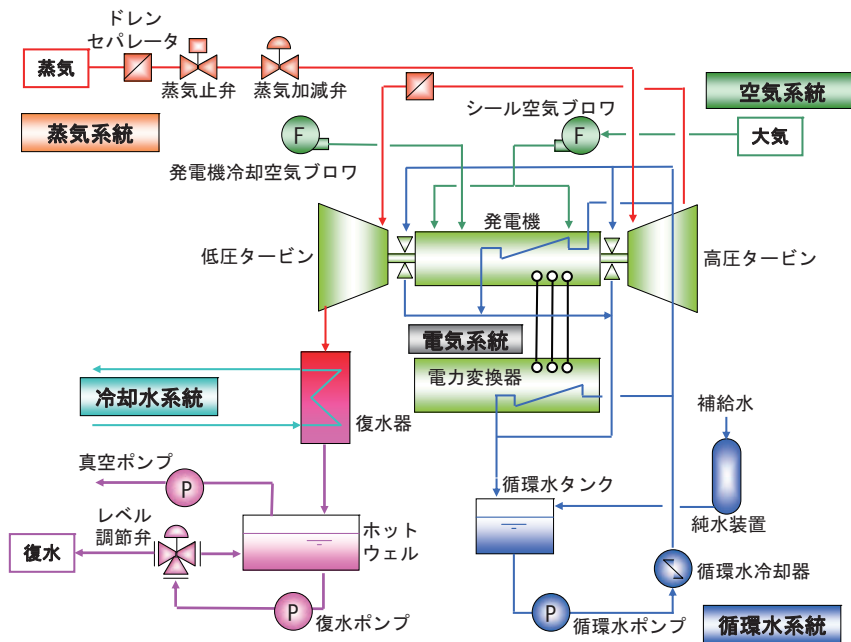 ドレン
セパレータ
蒸気
蒸気止弁
蒸気加減弁
シール空気ブロワ
空気系統
蒸気系統
F
F
大気
発電機冷却空気ブロワ
発電機
低圧タービン
高圧タービン
電気系統
電力変換器
冷却水系統
復水器
補給水
真空ポンプ
P
循環水タンク
レベル
調節弁
ホット
ウェル
純水装置
復水
循環水冷却器
P
復水ポンプ
P
循環水ポンプ
循環水系統